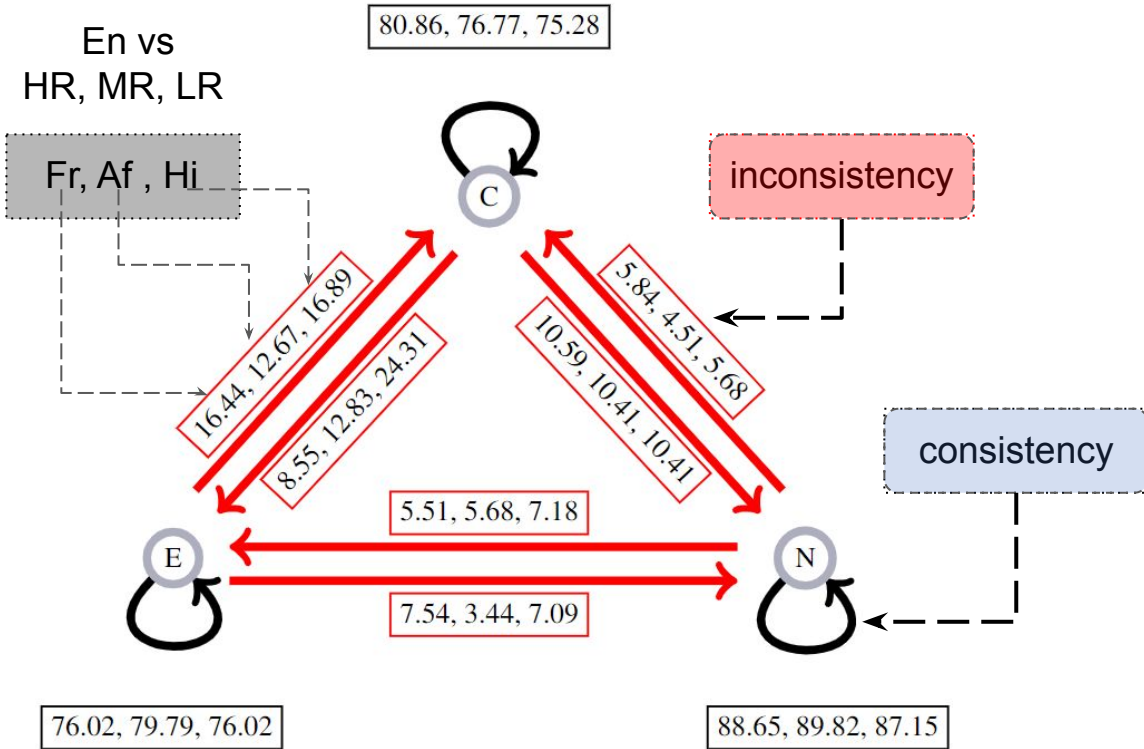 80.86, 76.77, 75.28
En vs
HR, MR, LR
Fr, Af , Hi
inconsistency
C
16.44, 12.67, 16.89
8.55, 12.83, 24.31
5.84, 4.51, 5.68
10.59, 10.41, 10.41
consistency
5.51, 5.68, 7.18
E
N
7.54, 3.44, 7.09
76.02, 79.79, 76.02
88.65, 89.82, 87.15